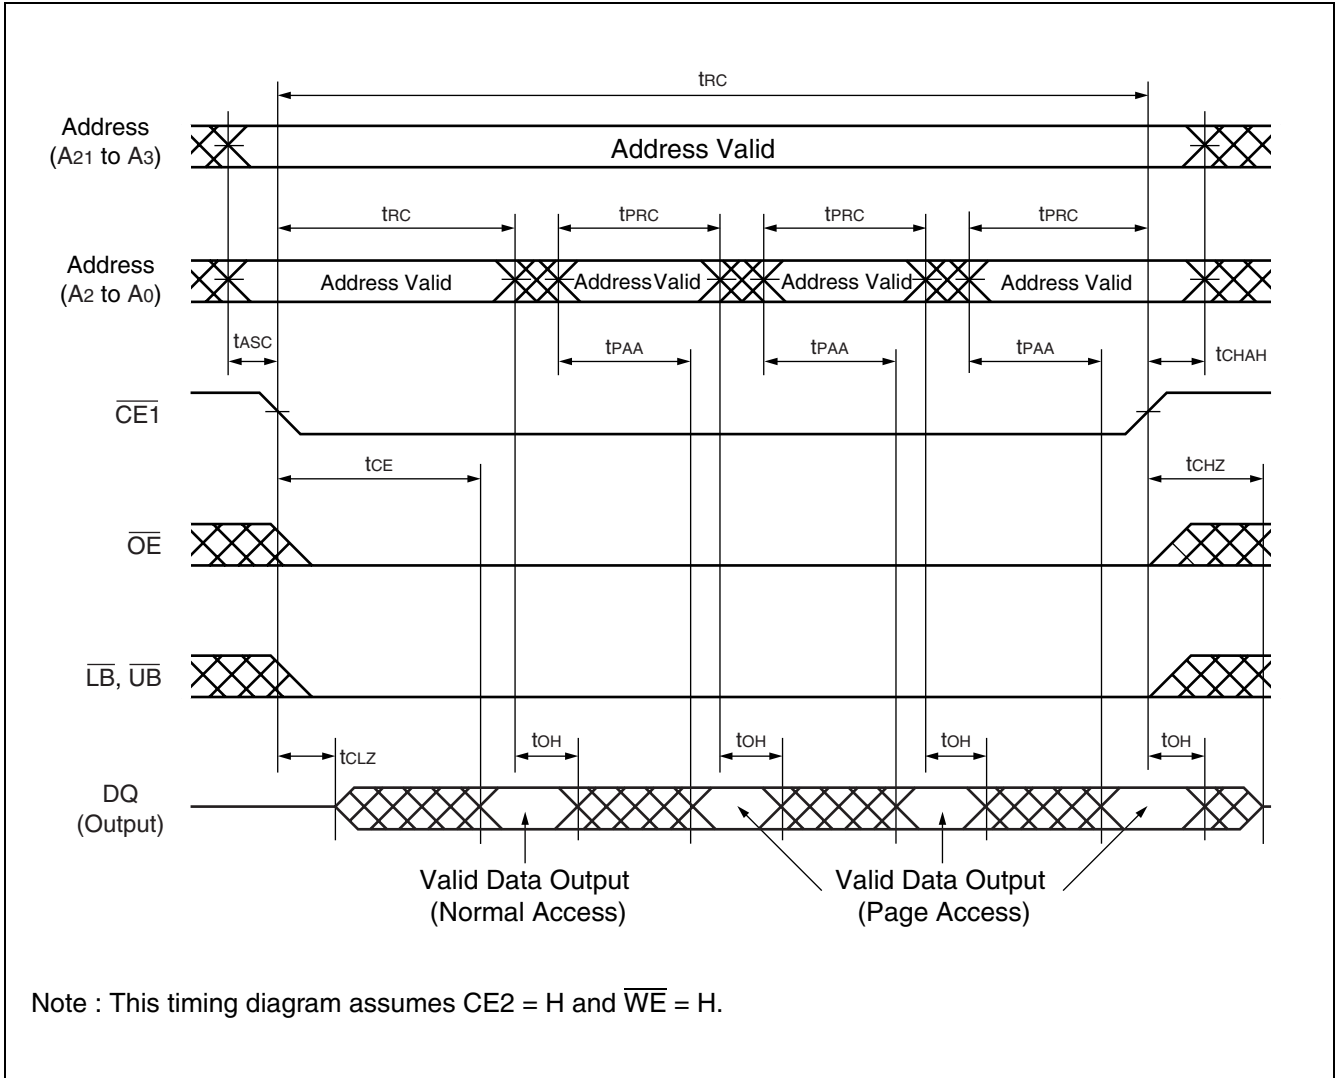 tRC
Address
(A21 to A3)
Address Valid
tRC
tPRC
tPRC
tPRC
Address
(A2 to A0)
Address Valid
AddressValid
Address Valid
Address Valid
tASC
tPAA
tPAA
tPAA
tCHAH
CE1
tCE
tCHZ
OE
LB, UB
tCLZ
tOH
tOH
tOH
tOH
DQ
(Output)
Valid Data Output
(Normal Access)
Valid Data Output
(Page Access)
Note : This timing diagram assumes CE2 = H and WE = H.